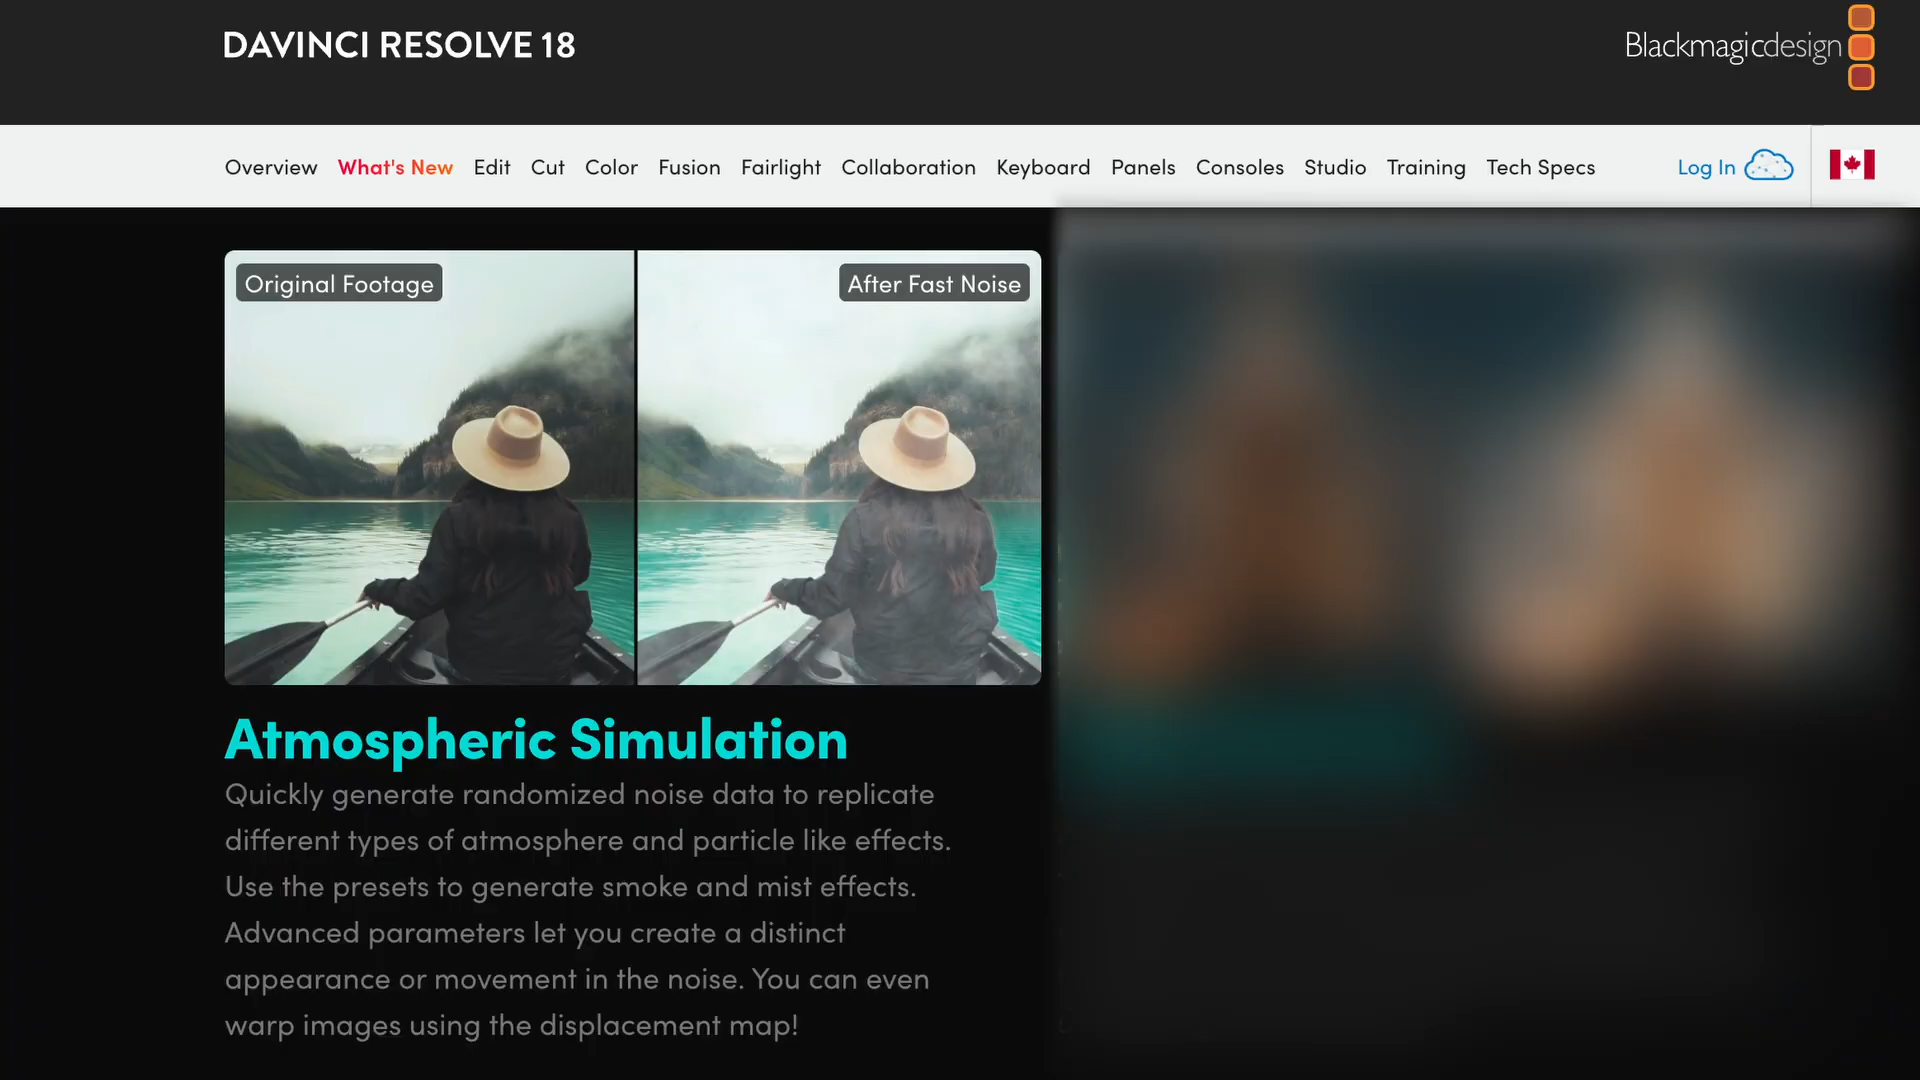 DAVINCI RESOLVE 18
Blackmagicdesign
Overview What's New Edit Cut Color Fusion Fairlight Collaboration Keyboard Panels Consoles Studio Training Tech Specs Log In
Original Footage
After Fast Noise
Atmospheric Simulation
Quickly generate randomized noise data to replicate
different types of atmosphere and particle like effects.
Use the presets to generate smoke and mist effects.
Advanced parameters let you create a distinct
appearance or movement in the noise. You can even
warp images using the displacement map!